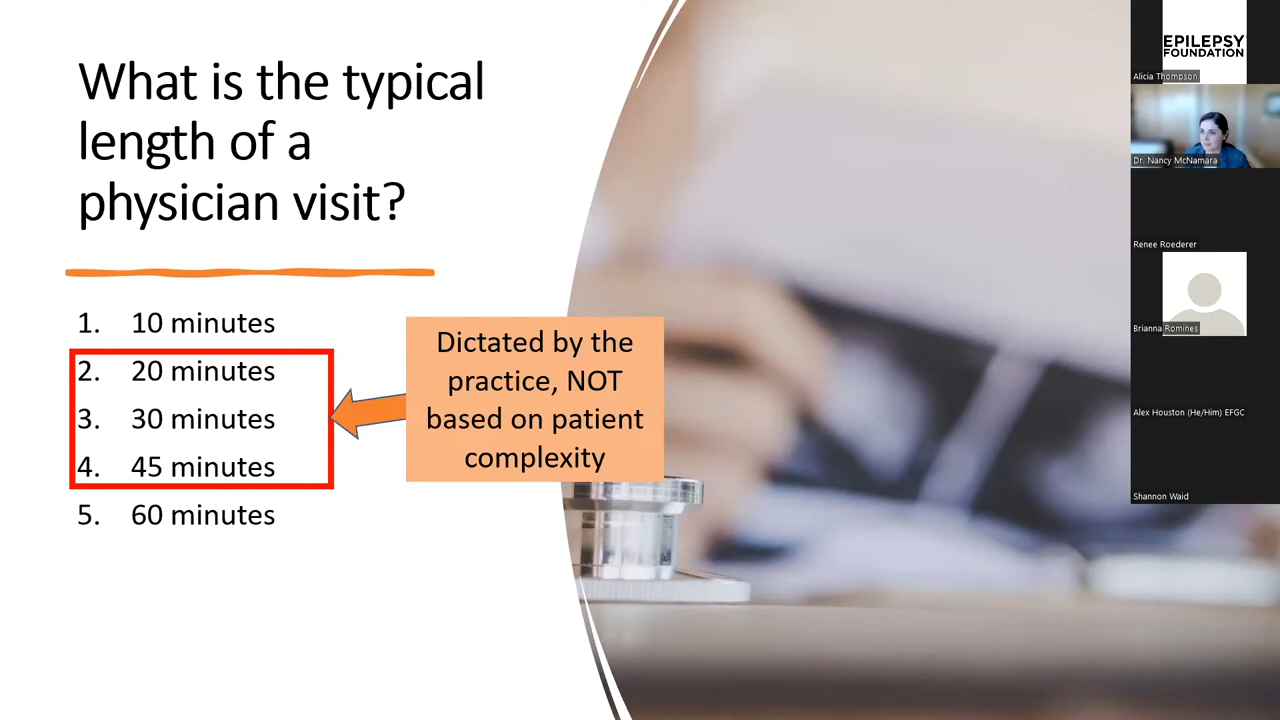 What is the typical
length of a
physician visit?
1. 10 minutes
2. 20 minutes
3. 30 minutes
4. 45 minutes
5. 60 minutes
Dictated by the
practice, NOT
based on patient
complexity
EPILEPSY
FOUNDATION
Alicia Thompson
Dr. Nancy McNamara
Renee Roederer
Brianna Romines
Alex Houston (He/Him) EFGC
Shannon Waid